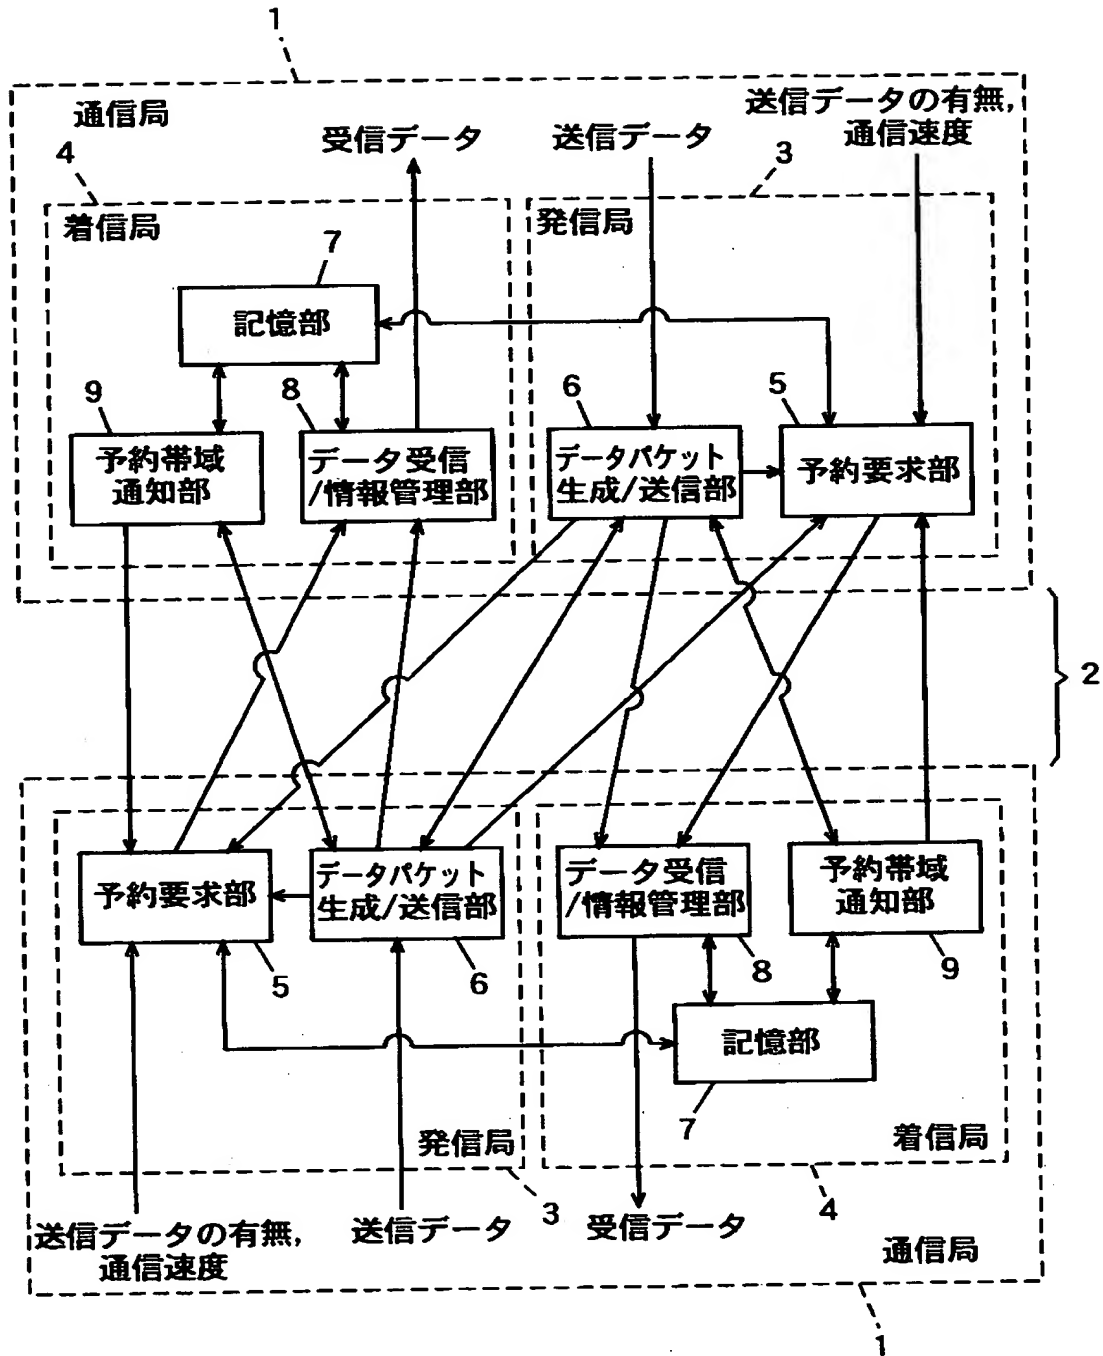 1
通信局
送信データの有無,
通信速度
受信データ
送信データ
4
3
着信局
発信局
7
記憶部
9
8
6
5
予約帯域
通知部
データ受信
/情報管理部
データパケット
生成/送信部
予約要求部
2
予約要求部
データパケット
生成/送信部
データ受信
/情報管理部
予約帯域
通知部
5
6
8
9
記憶部
7
発信局
着信局
3
4
送信データの有無,
通信速度
送信データ
受信データ
通信局
1